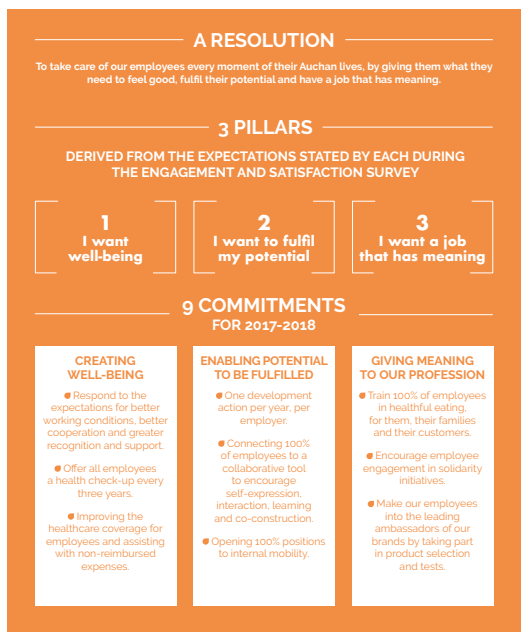 A RESOLUTION
To take care of our employees every moment of their Auchan lives, by giving them what they
need to feel good, fulfil their potential and have a job that has meaning.
3 PILLARS
DERIVED FROM THE EXPECTATIONS STATED BY EACH DURING
THE ENGAGEMENT AND SATISFACTION SURVEY
1
I want
well-being
2
I want to fulfil
my potential
3
I want a job
that has meaning
9 COMMITMENTS
FOR 2017-2018
CREATING
WELL-BEING
Respond to the
expectations for better
working conditions, better
cooperation and greater
recognition and support.
Offer all employees
a health check-up every
three years.
Improving the
healthcare coverage for
employees and assisting
with non-reimbursed
expenses.
ENABLING POTENTIAL
TO BE FULFILLED
One development
action per year, per
employer.
Connecting 100%
of employees to a
collaborative tool
to encourage
self-expression,
interaction, learning
and co-construction.
Opening 100% positions
to internal mobility.
GIVING MEANING
TO OUR PROFESSION
Train 100% of employees
in healthful eating,
for them, their families
and their customers.
Encourage employee
engagement in solidarity
initiatives.
Make our employees
into the leading
ambassadors of our
brands by taking part
in product selection
and tests.